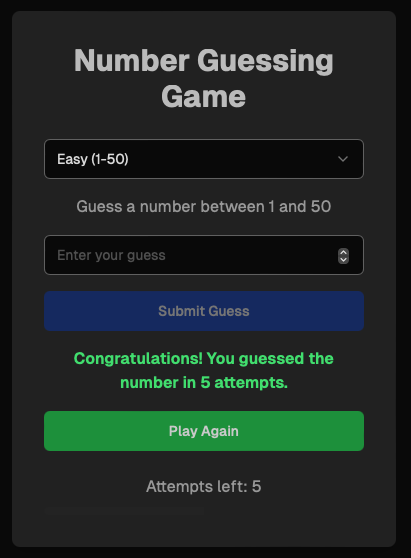 Number Guessing
Game
Easy (1-50)
Guess a number between 1 and 50
Enter your guess
Submit Guess
Congratulations! You guessed the
number in 5 attempts.
Play Again
Attempts left: 5